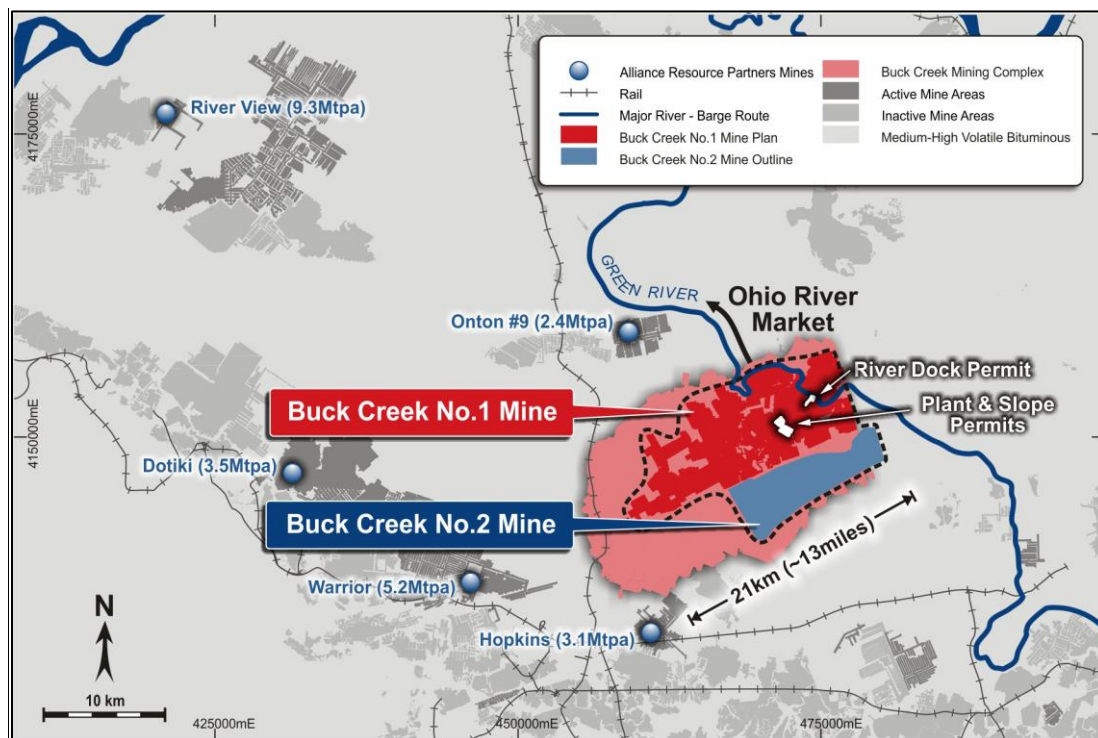 Alliance Resource Partners Mines
Rail
Major River - Barge Route
Buck Creek No.1 Mine Plan
Buck Creek No.2 Mine Outline
Buck Creek Mining Complex
Active Mine Areas
Inactive Mine Areas
Medium-High Volatile Bituminous
River View (9.3Mtpa)
4175000mE
GREEN RIVER
Ohio River
Market
Onton #9 (2.4Mtpa)
River Dock Permit
Plant & Slope
Permits
Buck Creek No.1 Mine
4150000mE
Dotiki (3.5Mtpa)
Buck Creek No.2 Mine
21km (~13miles)
Warrior (5.2Mtpa)
Hopkins (3.1Mtpa)
N
10 km
425000mE
450000mE
475000mE